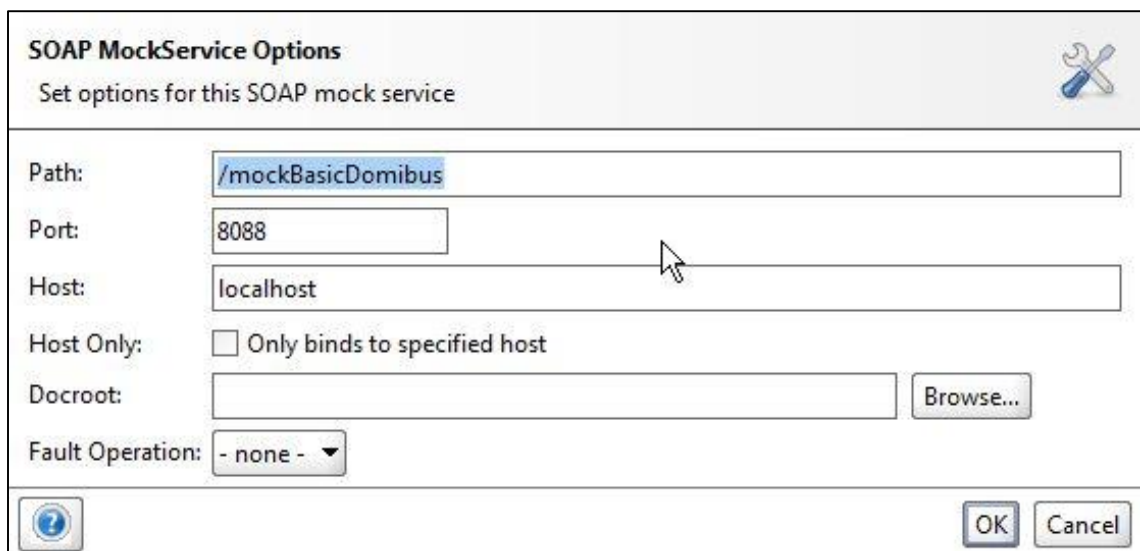 SOAP MockService Options
Set options for this SOAP mock service
Path: /mockBasicDomibus
Port: 8088
Host: localhost
Host Only: Only binds to specified host
Docroot: Browse...
Fault Operation: - none -
? OK Cancel